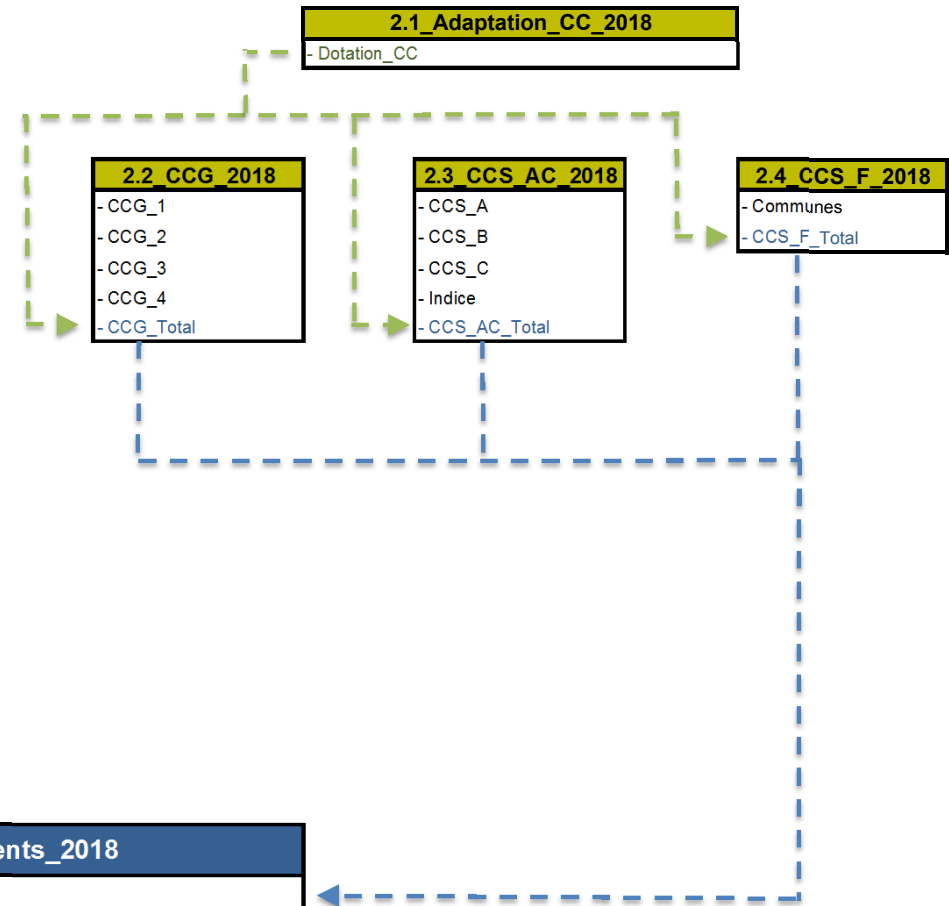 2.1_Adaptation_CC_2018
- Dotation_CC
2.2_CCG_2018
- CCG_1
- CCG_2
- CCG_3
- CCG_4
- CCG_Total
2.3_CCS_AC_2018
- CCS_A
- CCS_B
- CCS_C
- Indice
- CCS_AC_Total
2.4_CCS_F_2018
- Communes
- CCS_F_Total
ents_2018